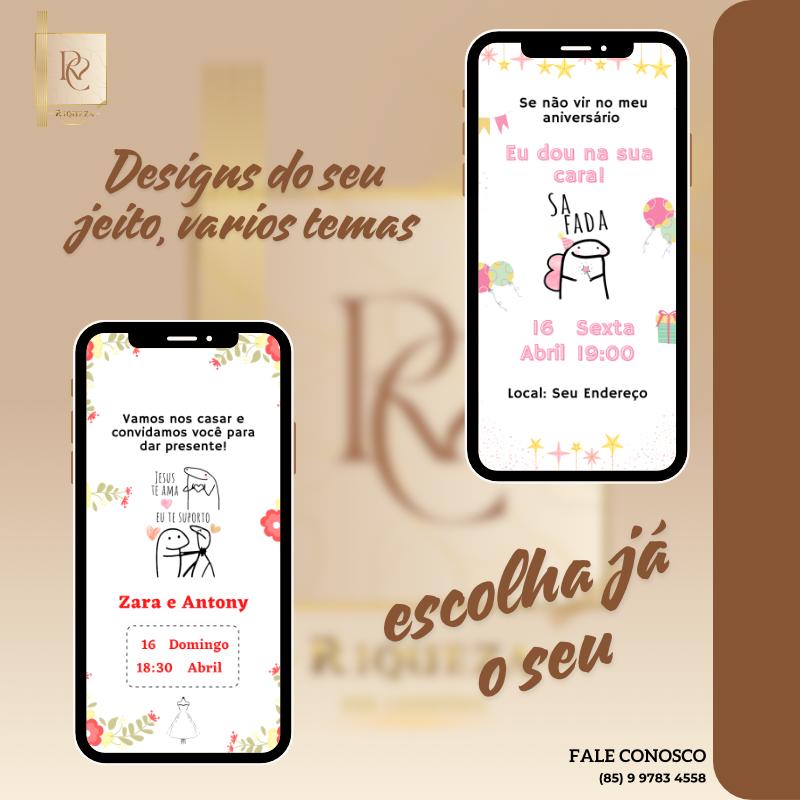 RC
RIQUEZA
Designs do seu
jeito, varios temas
Se não vir no meu
aniversário
Eu dou na sua
cara!
SA
FADA
16 Sexta
Abril 19:00
Local: Seu Endereço
Vamos nos casar e
convidamos você para
dar presente!
JESUS
TE AMA
EU TE SUPORTO
Zara e Antony
16 Domingo
18:30 Abril
RC
RIQUEZA
escolha já
o seu
FALE CONOSCO
(85) 9 9783 4558